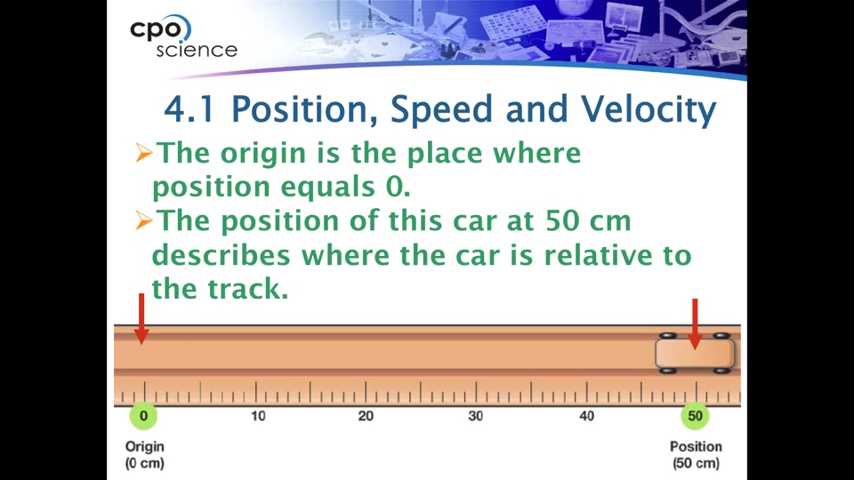 cpo
science
4.1 Position, Speed and Velocity
➢The origin is the place where
position equals 0.
➢The position of this car at 50 cm
describes where the car is relative to
the track.
0 10 20 30 40 50
Origin Position
(0 cm) (50 cm)